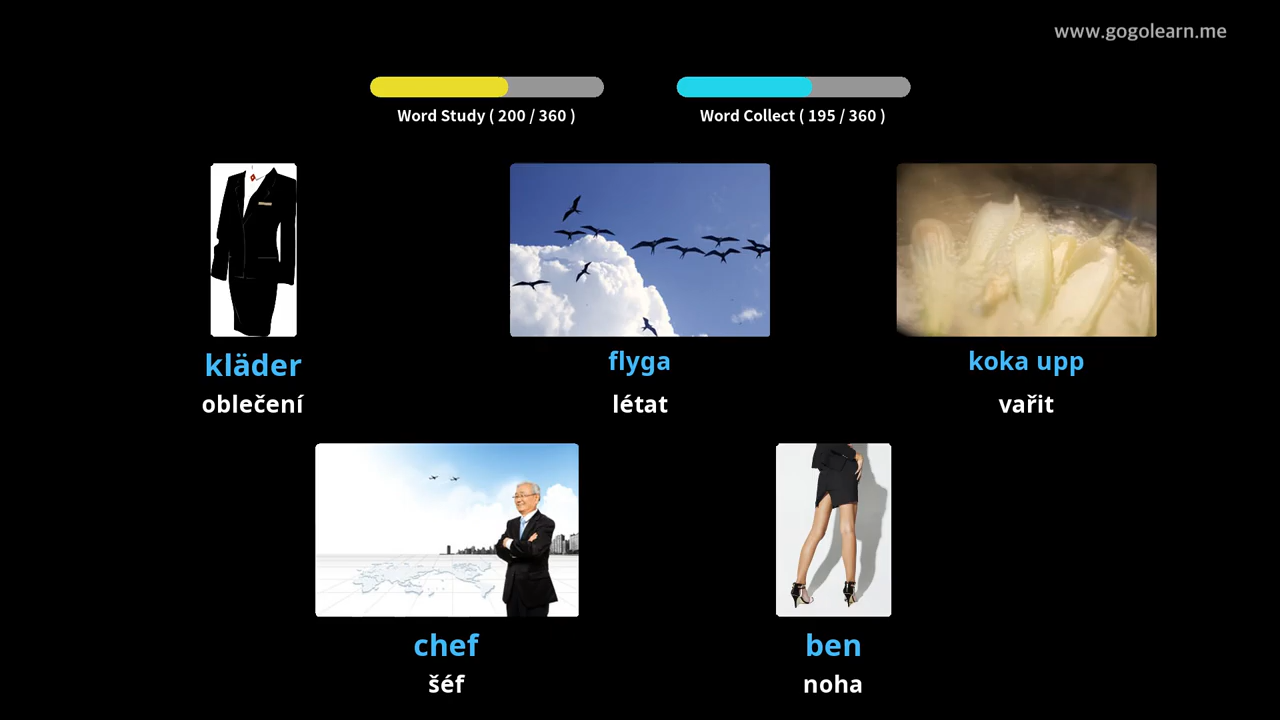 www.gogolearn.me
Word Study ( 200 / 360 )
Word Collect ( 195 / 360 )
kläder
oblečení
flyga
létat
koka upp
vařit
chef
šéf
ben
noha